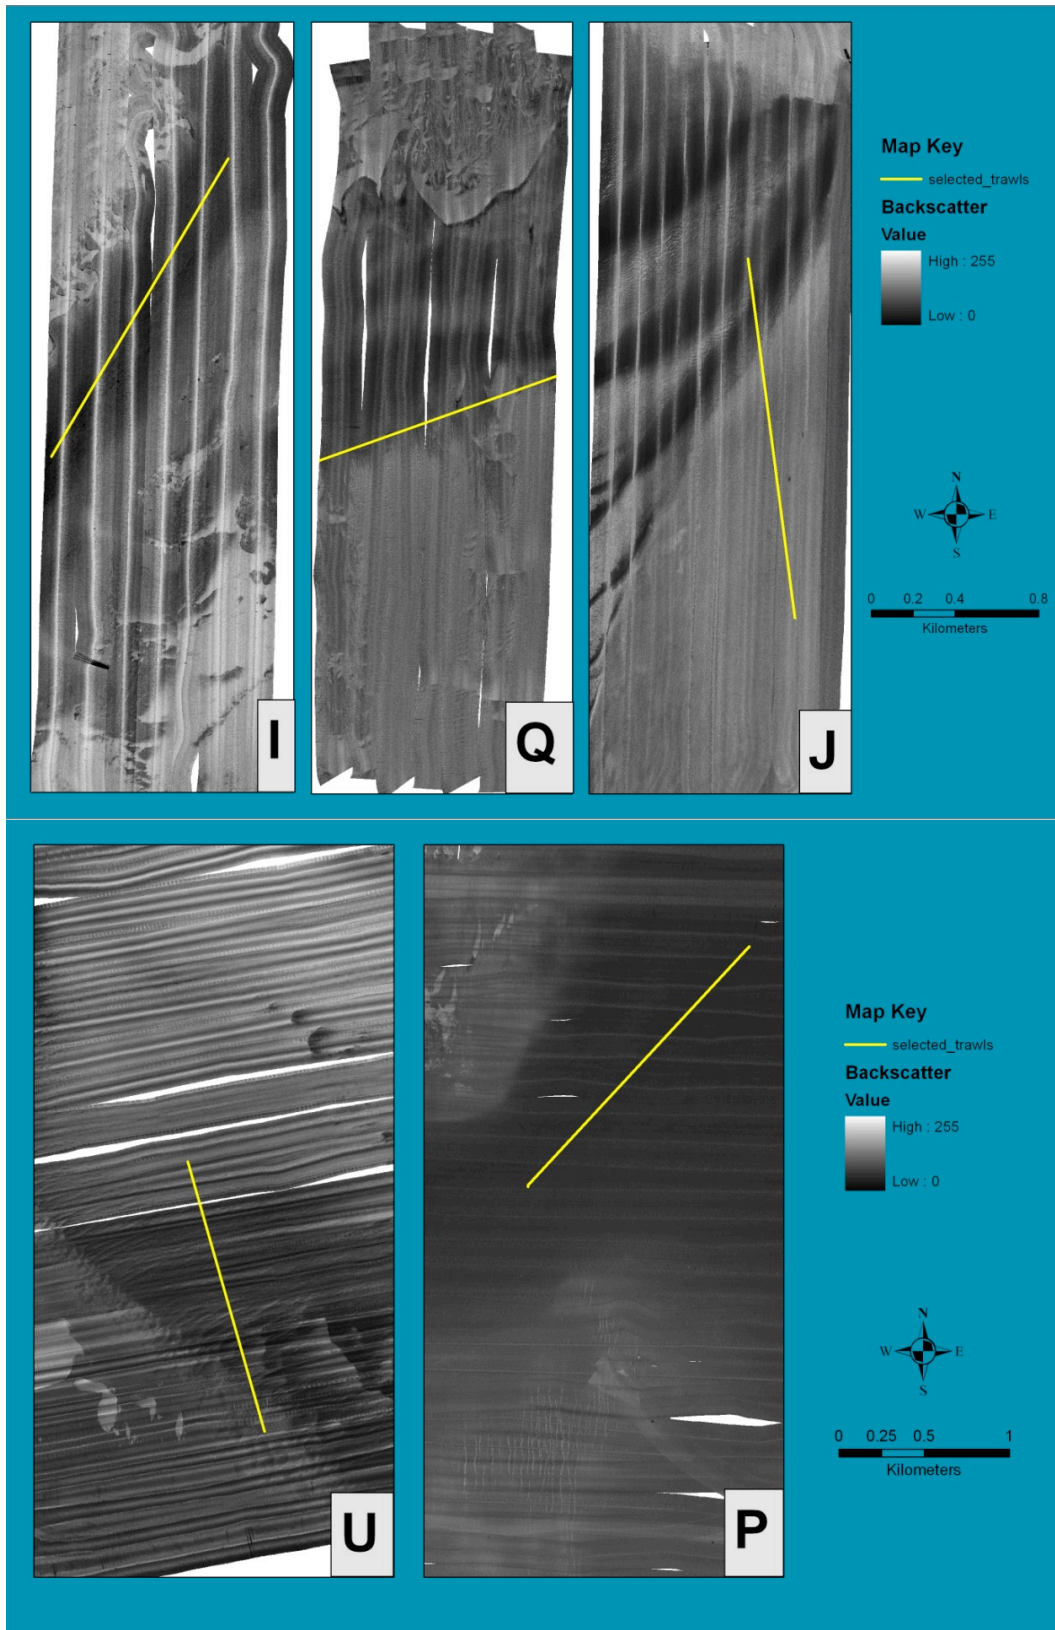 Map Key
selected_trawls
Backscatter
Value
High : 255
Low : 0
N
W E
S
0 0.2 0.4 0.8
Kilometers
I
Q
J
Map Key
selected_trawls
Backscatter
Value
High : 255
Low : 0
N
W E
S
0 0.25 0.5 1
Kilometers
U
P